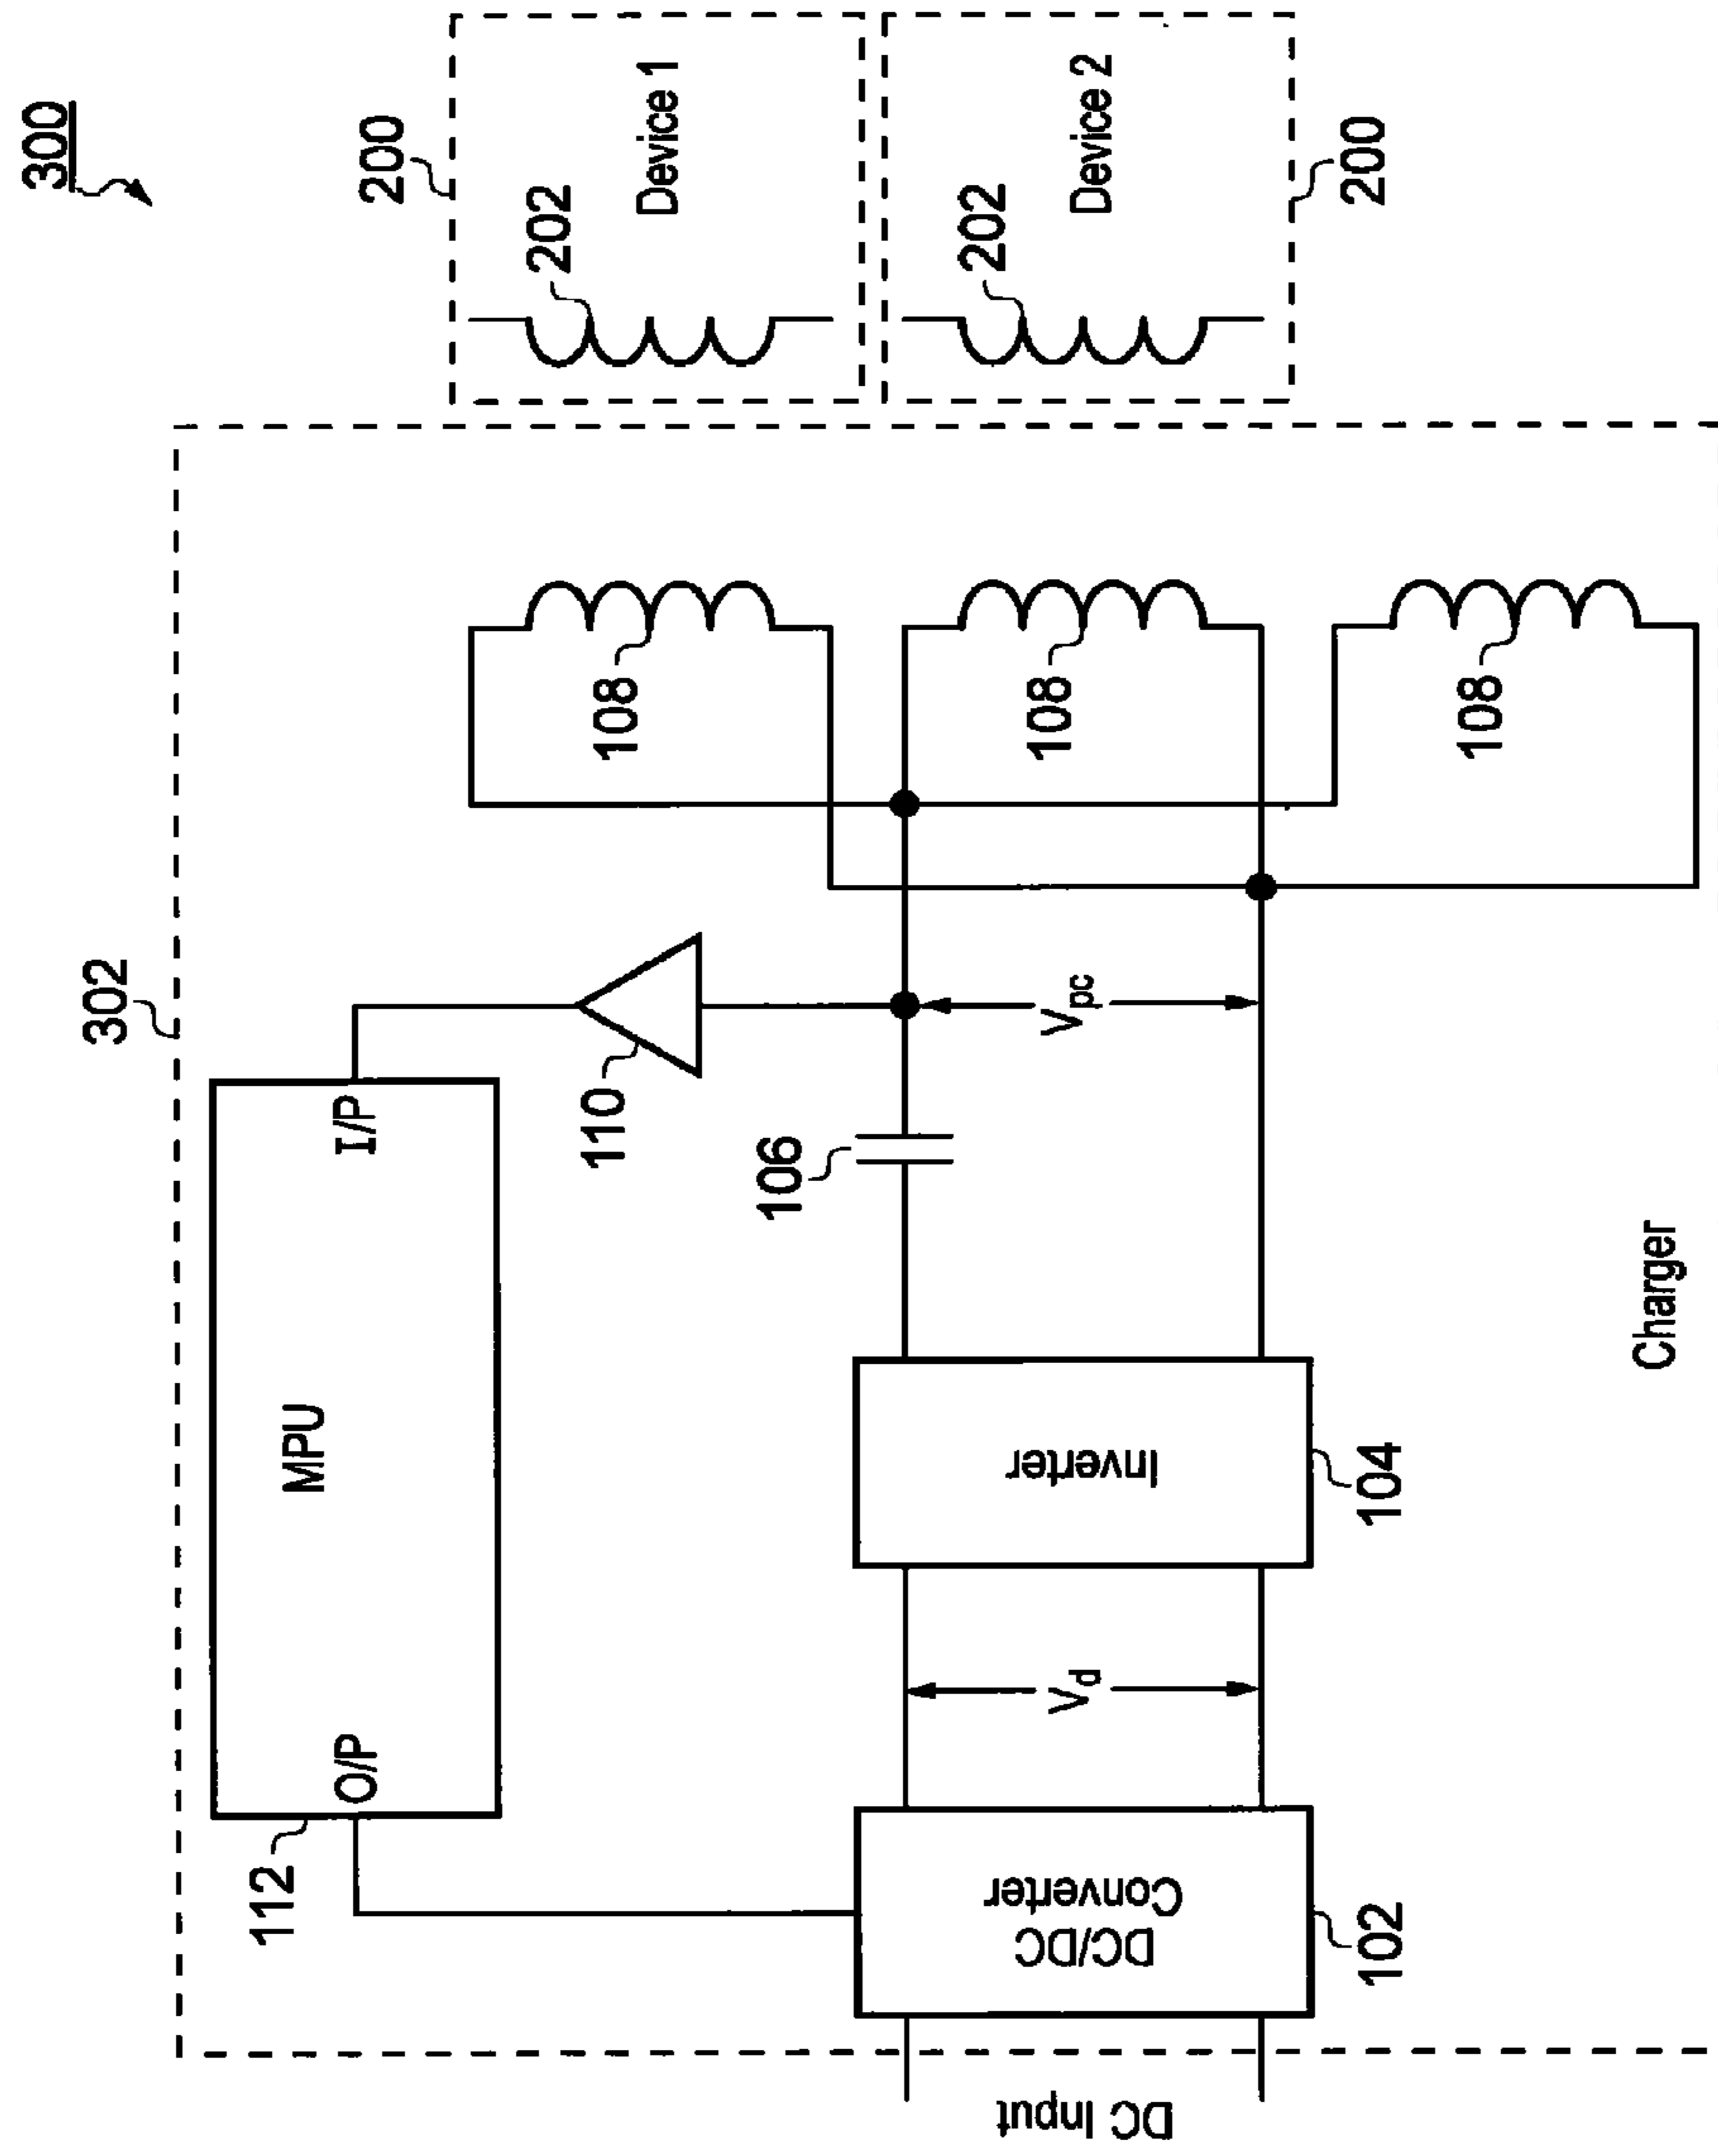 300
302
112
MPU
O/P
I/P
110
106
108
108
108
200
202
Device 1
202
Device 2
200
DC Input
DC/DC
Converter
102
Vd
Inverter
104
Vpc
Charger